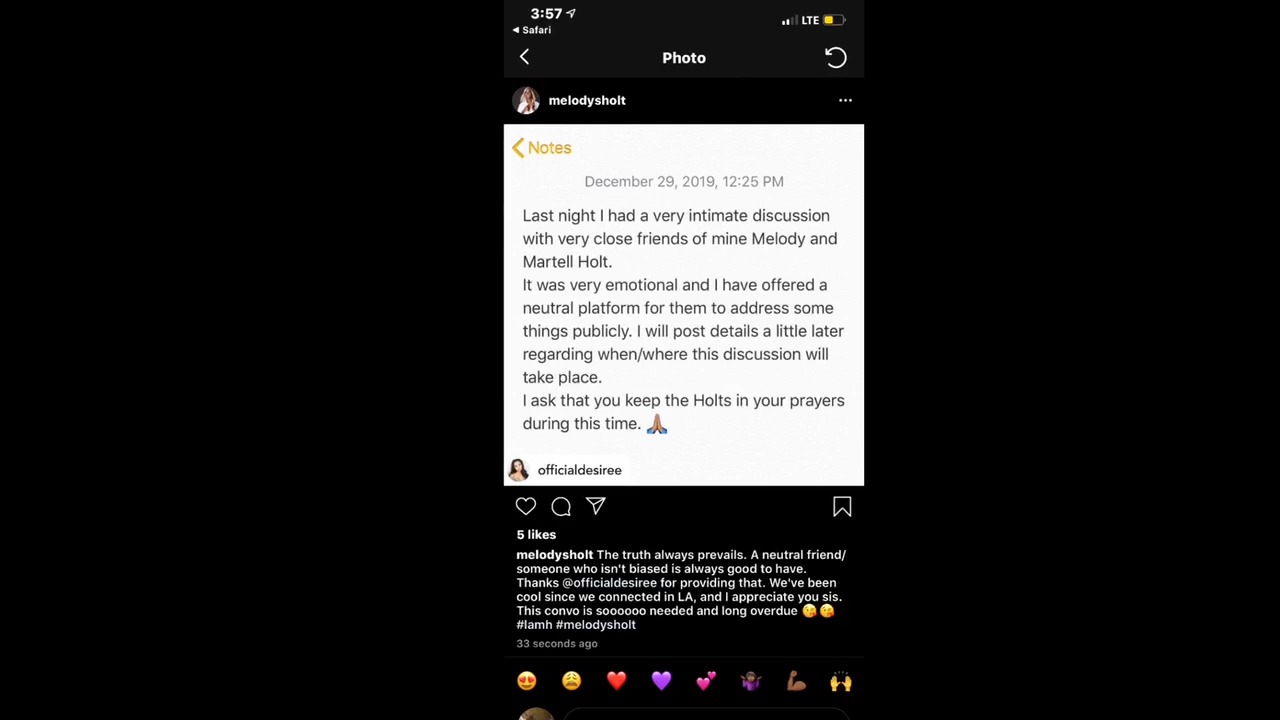 3:57
LTE
Safari
Photo
melodysholt
Notes
December 29, 2019, 12:25 PM
Last night I had a very intimate discussion
with very close friends of mine Melody and
Martell Holt.
It was very emotional and I have offered a
neutral platform for them to address some
things publicly. I will post details a little later
regarding when/where this discussion will
take place.
I ask that you keep the Holts in your prayers
during this time. 🙏🏽
officialdesiree
5 likes
melodysholt The truth always prevails. A neutral friend/
someone who isn't biased is always good to have.
Thanks @officialdesiree for providing that. We've been
cool since we connected in LA, and I appreciate you sis.
This convo is soooooo needed and long overdue 😘😘
#lamh #melodysholt
33 seconds ago